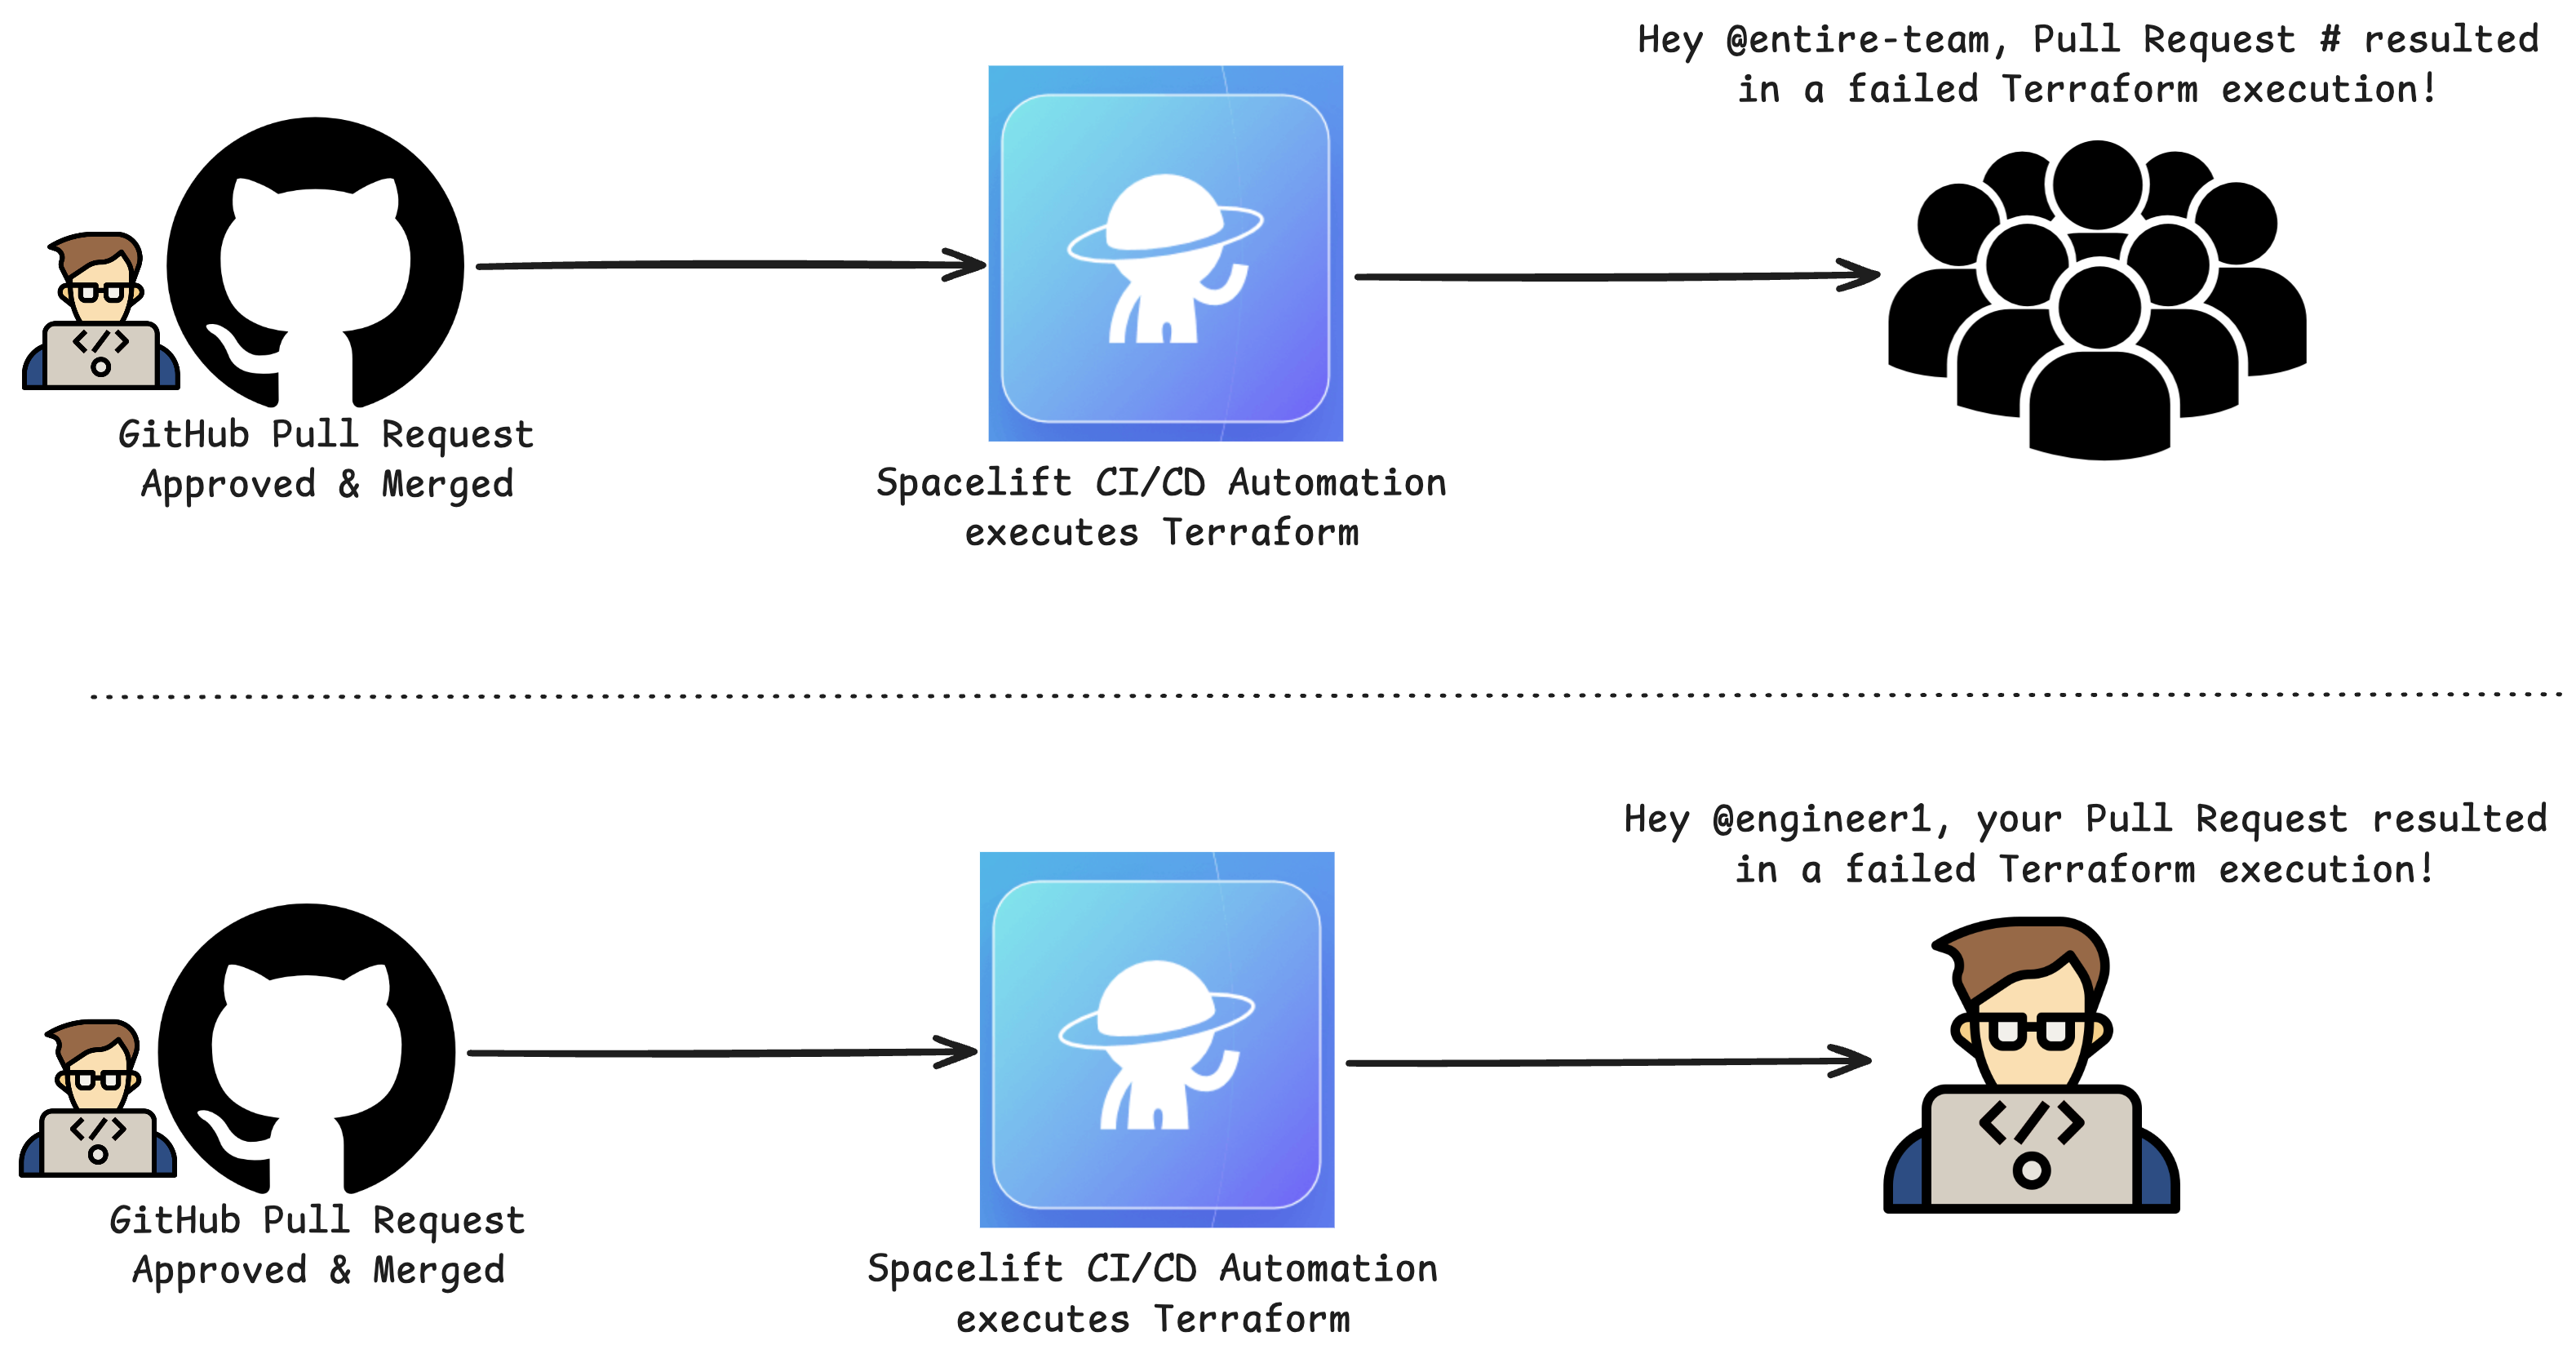 Hey @entire-team, Pull Request # resulted
in a failed Terraform execution!
</>
GitHub Pull Request
Approved & Merged
Spacelift CI/CD Automation
executes Terraform
Hey @engineer1, your Pull Request resulted
in a failed Terraform execution!
</>
</>
GitHub Pull Request
Approved & Merged
Spacelift CI/CD Automation
executes Terraform